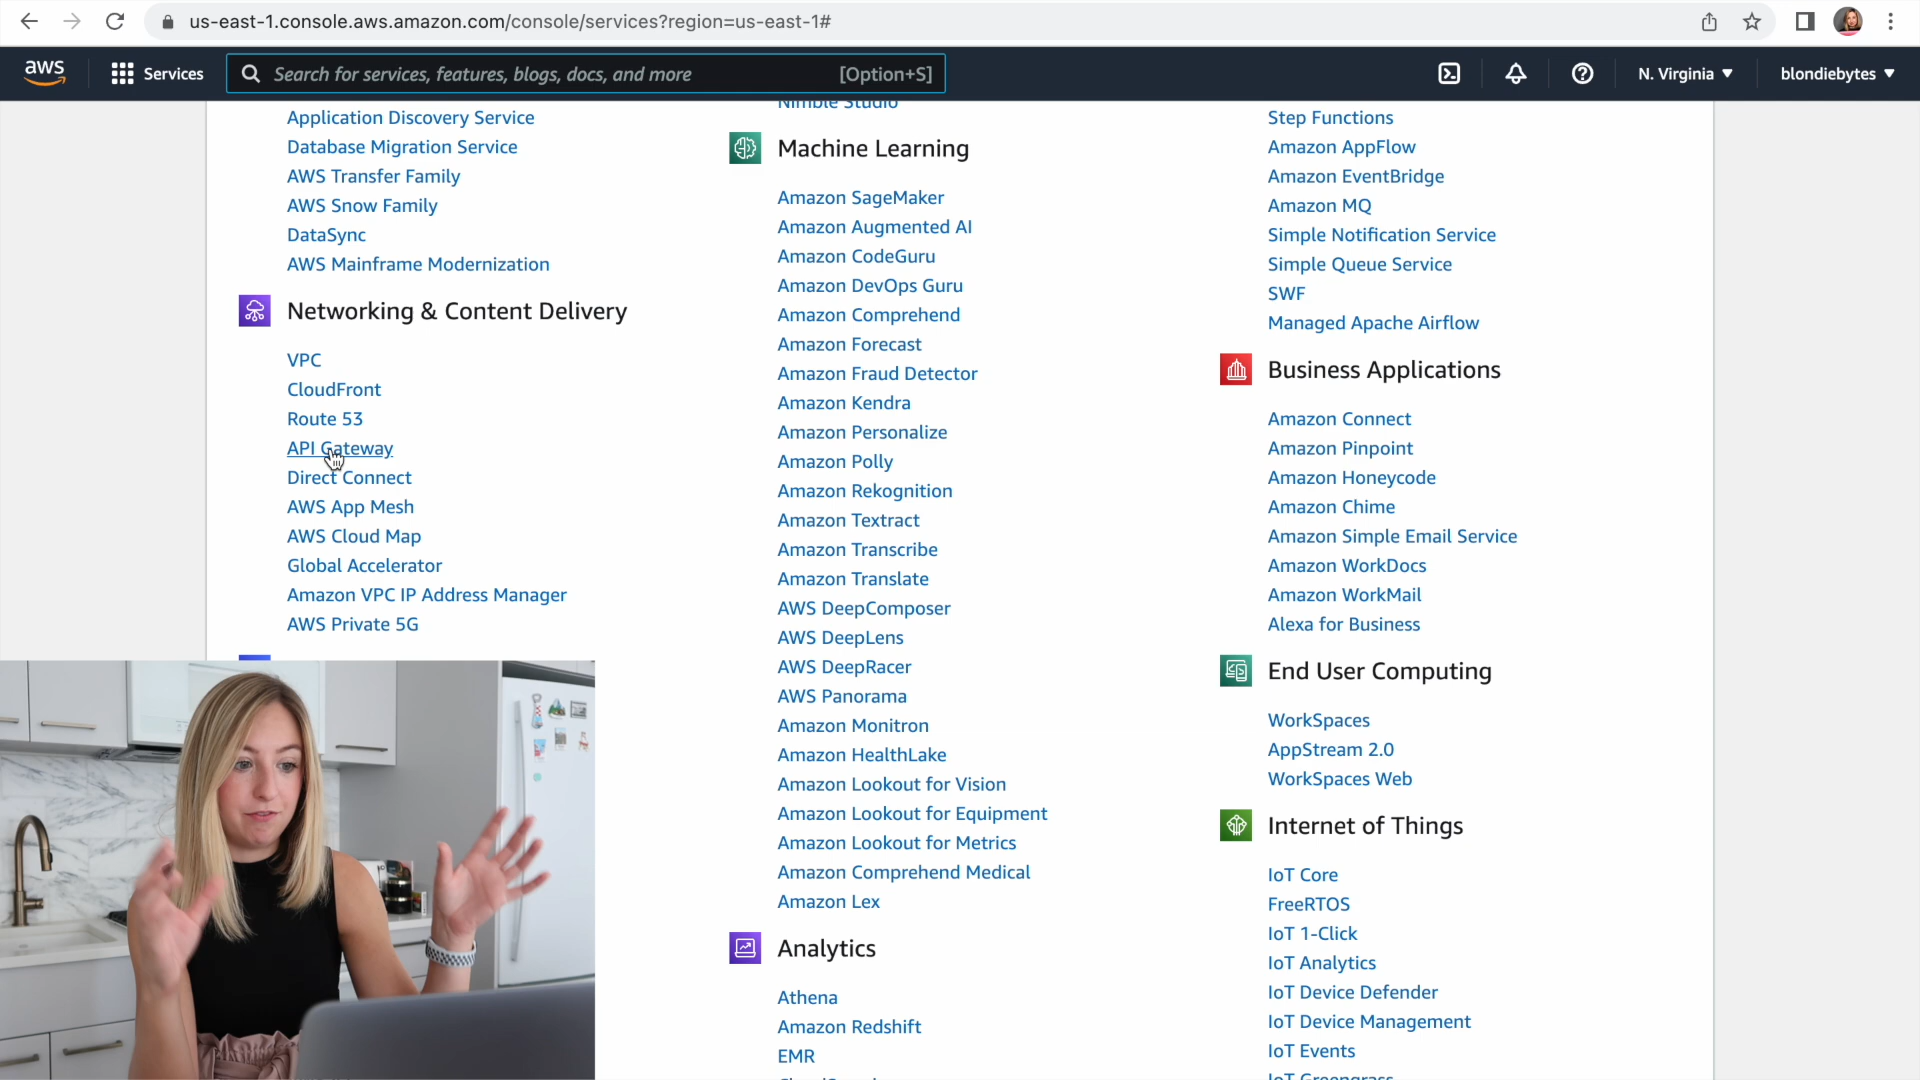 us-east-1.console.aws.amazon.com/console/services?region=us-east-1#
aws
Services
Search for services, features, blogs, docs, and more
[Option+S]
N. Virginia
blondiebytes
Application Discovery Service
Database Migration Service
AWS Transfer Family
AWS Snow Family
DataSync
AWS Mainframe Modernization
Networking & Content Delivery
VPC
CloudFront
Route 53
API Gateway
Direct Connect
AWS App Mesh
AWS Cloud Map
Global Accelerator
Amazon VPC IP Address Manager
AWS Private 5G
Nimble Studio
Machine Learning
Amazon SageMaker
Amazon Augmented AI
Amazon CodeGuru
Amazon DevOps Guru
Amazon Comprehend
Amazon Forecast
Amazon Fraud Detector
Amazon Kendra
Amazon Personalize
Amazon Polly
Amazon Rekognition
Amazon Textract
Amazon Transcribe
Amazon Translate
AWS DeepComposer
AWS DeepLens
AWS DeepRacer
AWS Panorama
Amazon Monitron
Amazon HealthLake
Amazon Lookout for Vision
Amazon Lookout for Equipment
Amazon Lookout for Metrics
Amazon Comprehend Medical
Amazon Lex
Analytics
Athena
Amazon Redshift
EMR
Step Functions
Amazon AppFlow
Amazon EventBridge
Amazon MQ
Simple Notification Service
Simple Queue Service
SWF
Managed Apache Airflow
Business Applications
Amazon Connect
Amazon Pinpoint
Amazon Honeycode
Amazon Chime
Amazon Simple Email Service
Amazon WorkDocs
Amazon WorkMail
Alexa for Business
End User Computing
WorkSpaces
AppStream 2.0
WorkSpaces Web
Internet of Things
IoT Core
FreeRTOS
IoT 1-Click
IoT Analytics
IoT Device Defender
IoT Device Management
IoT Events
IoT Greengrass